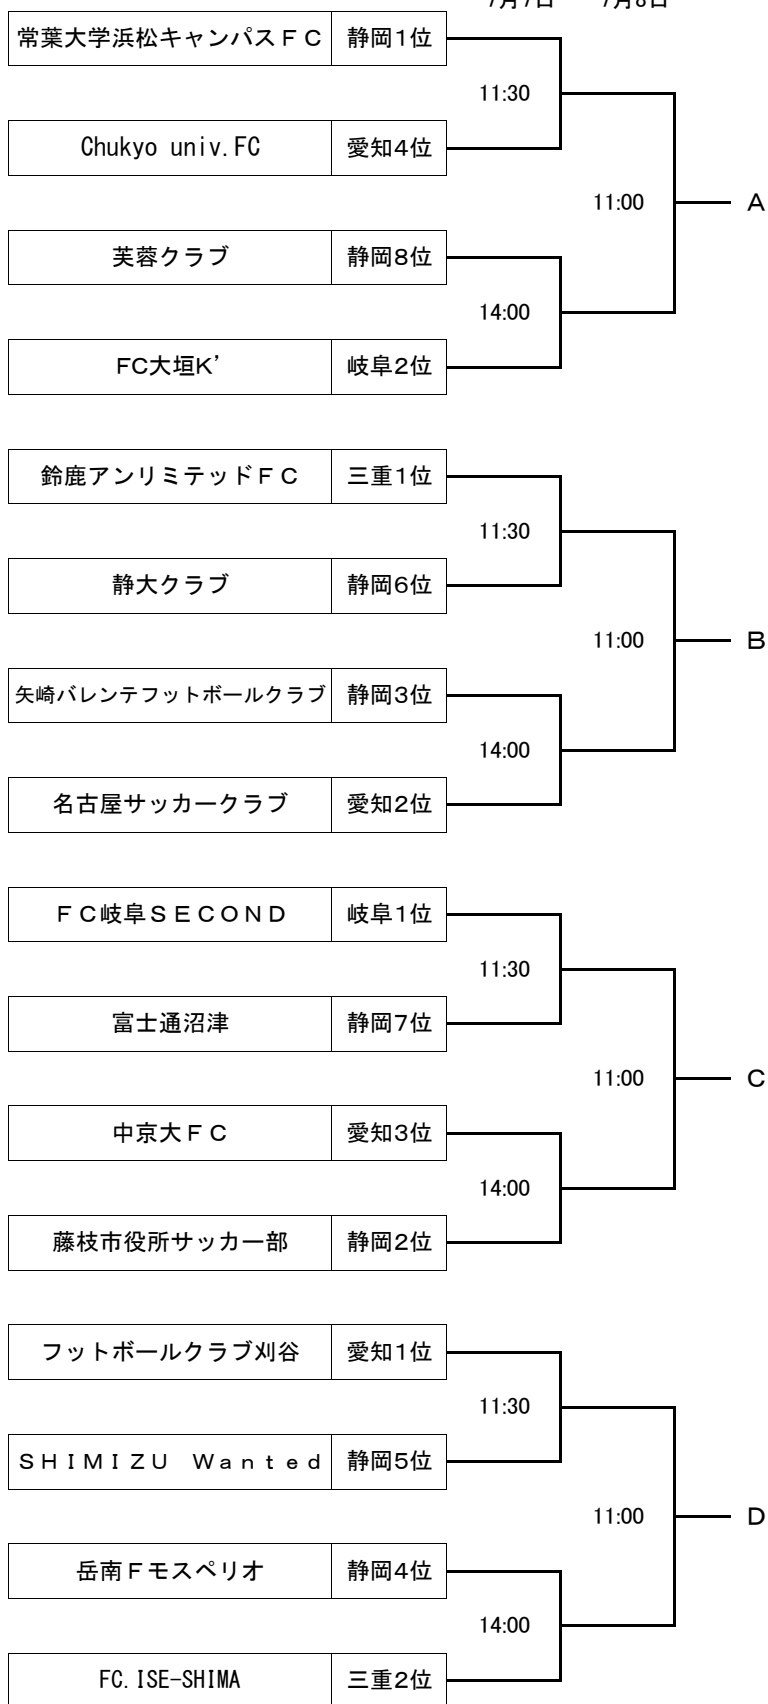 7月7日 7月8日
常葉大学浜松キャンパスＦＣ 静岡1位
11:30
Chukyo univ.FC 愛知4位
11:00 A
芙蓉クラブ 静岡8位
14:00
FC大垣K’ 岐阜2位
鈴鹿アンリミテッドＦＣ 三重1位
11:30
静大クラブ 静岡6位
11:00 B
矢崎バレンテフットボールクラブ 静岡3位
14:00
名古屋サッカークラブ 愛知2位
ＦＣ岐阜ＳＥＣＯＮＤ 岐阜1位
11:30
富士通沼津 静岡7位
11:00 C
中京大ＦＣ 愛知3位
14:00
藤枝市役所サッカー部 静岡2位
フットボールクラブ刈谷 愛知1位
11:30
ＳＨＩＭＩＺＵ　Ｗａｎｔｅｄ 静岡5位
11:00 D
岳南Ｆモスペリオ 静岡4位
14:00
FC.ISE-SHIMA 三重2位